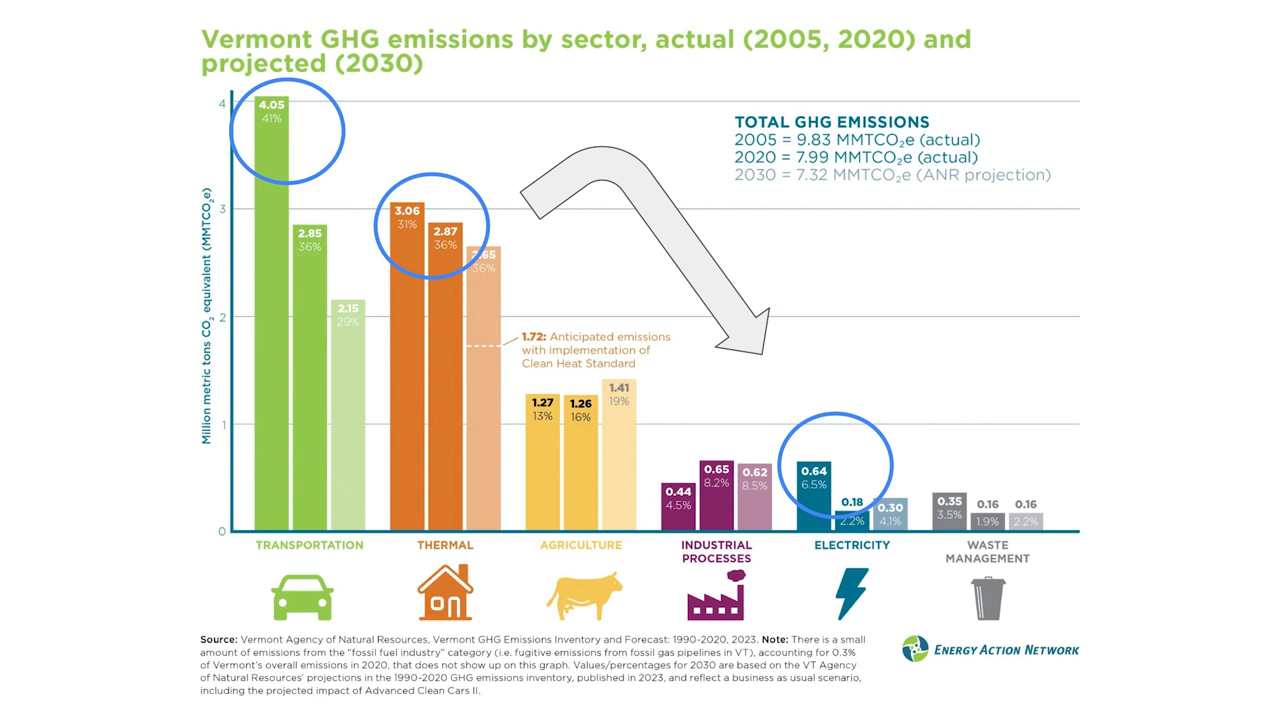 Vermont GHG emissions by sector, actual (2005, 2020) and
projected (2030)
TOTAL GHG EMISSIONS
2005 = 9.83 MMTCO₂e (actual)
2020 = 7.99 MMTCO₂e (actual)
2030 = 7.32 MMTCO₂e (ANR projection)
Million metric tons CO₂ equivalent (MMTCO₂e)
4
3
2
1
0
4.05
41%
2.85
36%
2.15
29%
3.06
31%
2.87
36%
2.65
36%
1.72: Anticipated emissions
with implementation of
Clean Heat Standard
1.27
13%
1.26
16%
1.41
19%
0.44
4.5%
0.65
8.2%
0.62
8.5%
0.64
6.5%
0.18
2.2%
0.30
4.1%
0.35
3.5%
0.16
1.9%
0.16
2.2%
TRANSPORTATION
THERMAL
AGRICULTURE
INDUSTRIAL
PROCESSES
ELECTRICITY
WASTE
MANAGEMENT
Source: Vermont Agency of Natural Resources, Vermont GHG Emissions Inventory and Forecast: 1990-2020, 2023. Note: There is a small
amount of emissions from the "fossil fuel industry" category (i.e. fugitive emissions from fossil gas pipelines in VT), accounting for 0.3%
of Vermont's overall emissions in 2020, that does not show up on this graph. Values/percentages for 2030 are based on the VT Agency
of Natural Resources' projections in the 1990-2020 GHG emissions inventory, published in 2023, and reflect a business as usual scenario,
including the projected impact of Advanced Clean Cars II.
ENERGY ACTION NETWORK